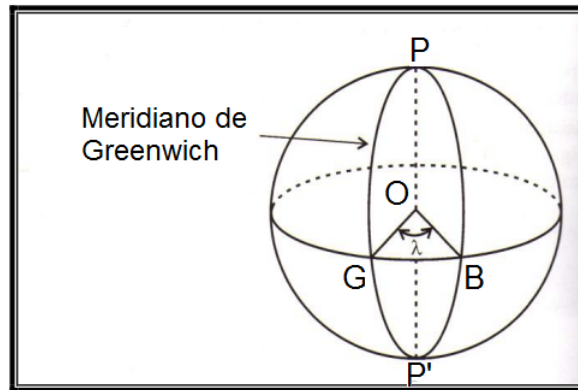 P
Meridiano de
Greenwich
O
λ
G
B
P'